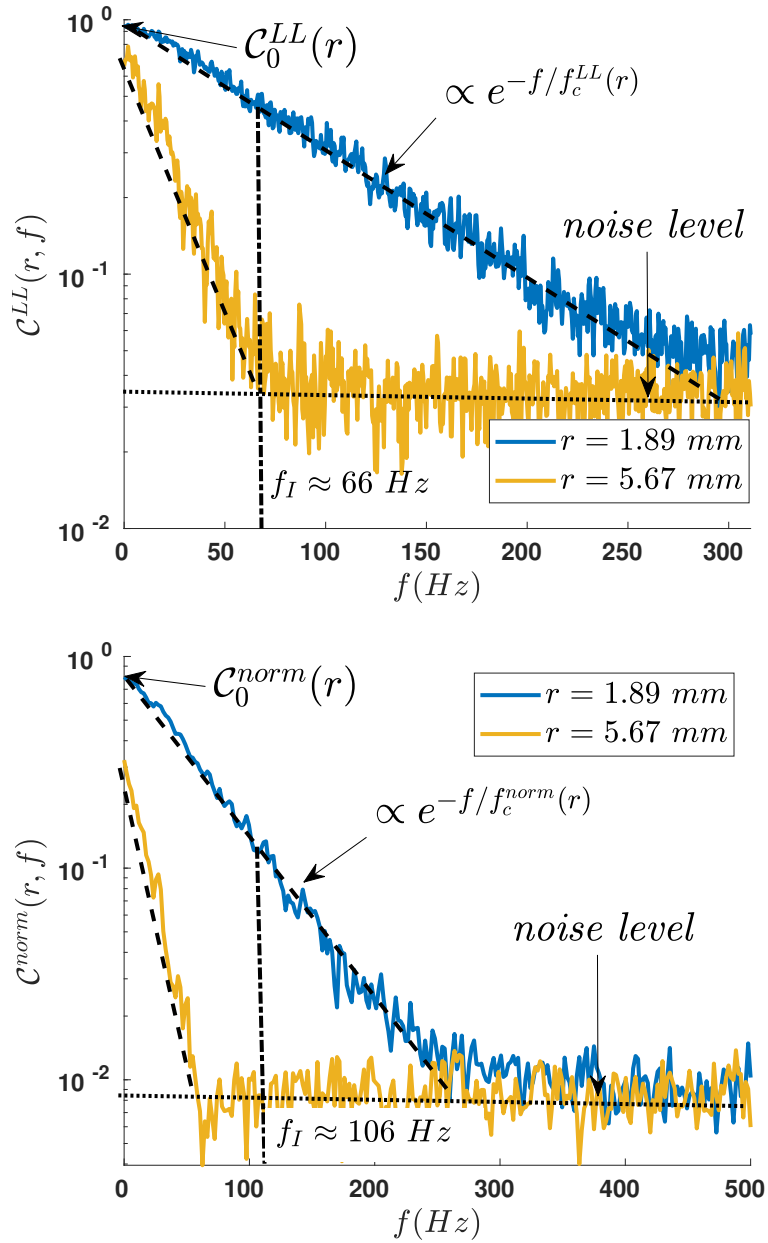 10^0
𝒞_0^{LL}(r)
∝ e^{-f/f_c^{LL}(r)}
noise level
𝒞^{LL}(r, f)
10^{-1}
r = 1.89 mm
r = 5.67 mm
f_I ≈ 66 Hz
10^{-2}
0 50 100 150 200 250 300
f(Hz)
10^0
𝒞_0^{norm}(r)
r = 1.89 mm
r = 5.67 mm
∝ e^{-f/f_c^{norm}(r)}
10^{-1}
𝒞^{norm}(r, f)
noise level
10^{-2}
f_I ≈ 106 Hz
0 100 200 300 400 500
f(Hz)